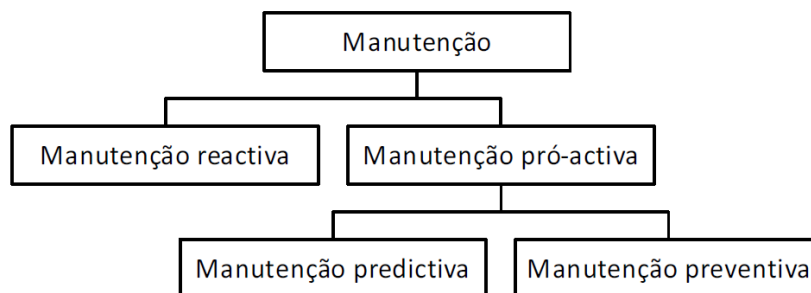 Manutenção
Manutenção reactiva
Manutenção pró-activa
Manutenção predictiva
Manutenção preventiva